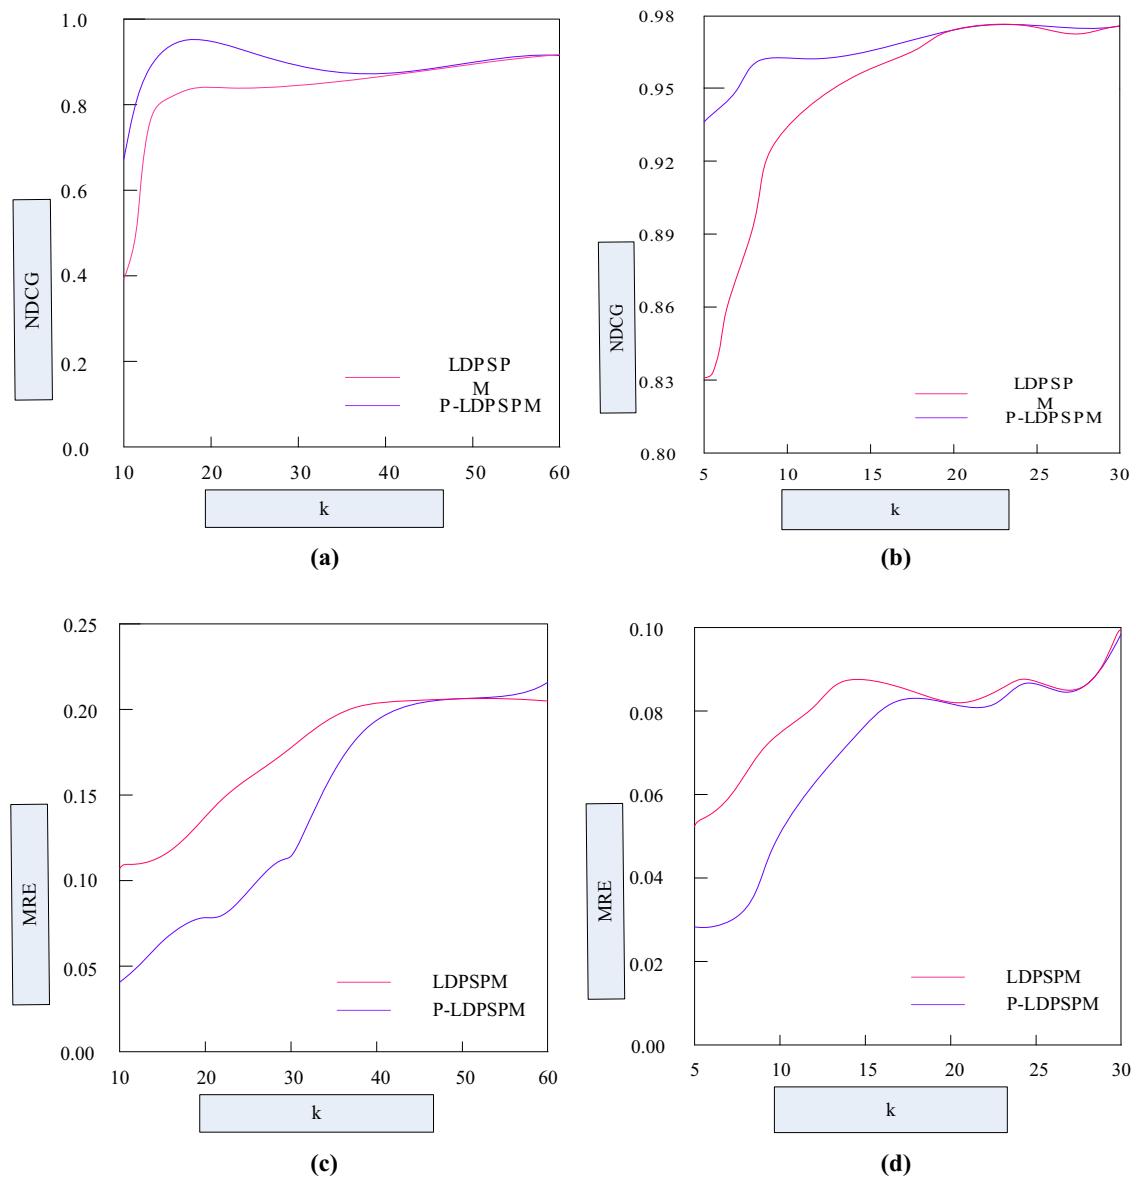 1.0
0.8
0.6
0.4
0.2
0.0
NDCG
LDPSP
M
P-LDPSPM
10
20
30
40
50
60
k
(a)
0.98
0.95
0.92
0.89
0.86
0.83
0.80
NDCG
LDPSP
M
P-LDPSPM
5
10
15
20
25
30
k
(b)
0.25
0.20
0.15
0.10
0.05
0.00
MRE
LDPSPM
P-LDPSPM
10
20
30
40
50
60
k
(c)
0.10
0.08
0.06
0.04
0.02
0.00
MRE
LDPSPM
P-LDPSPM
5
10
15
20
25
30
k
(d)